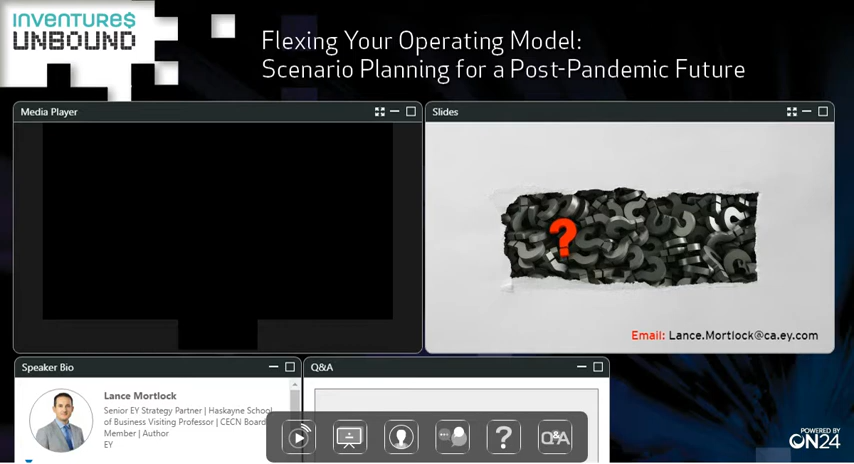 INVENTURE$
UNBOUND
Flexing Your Operating Model:
Scenario Planning for a Post-Pandemic Future
Media Player
Slides
?
Email: Lance.Mortlock@ca.ey.com
Speaker Bio
Lance Mortlock
Senior EY Strategy Partner | Haskayne School
of Business Visiting Professor | CECN Board
Member | Author
EY
Q&A
?
Q&A
POWERED BY
ON24